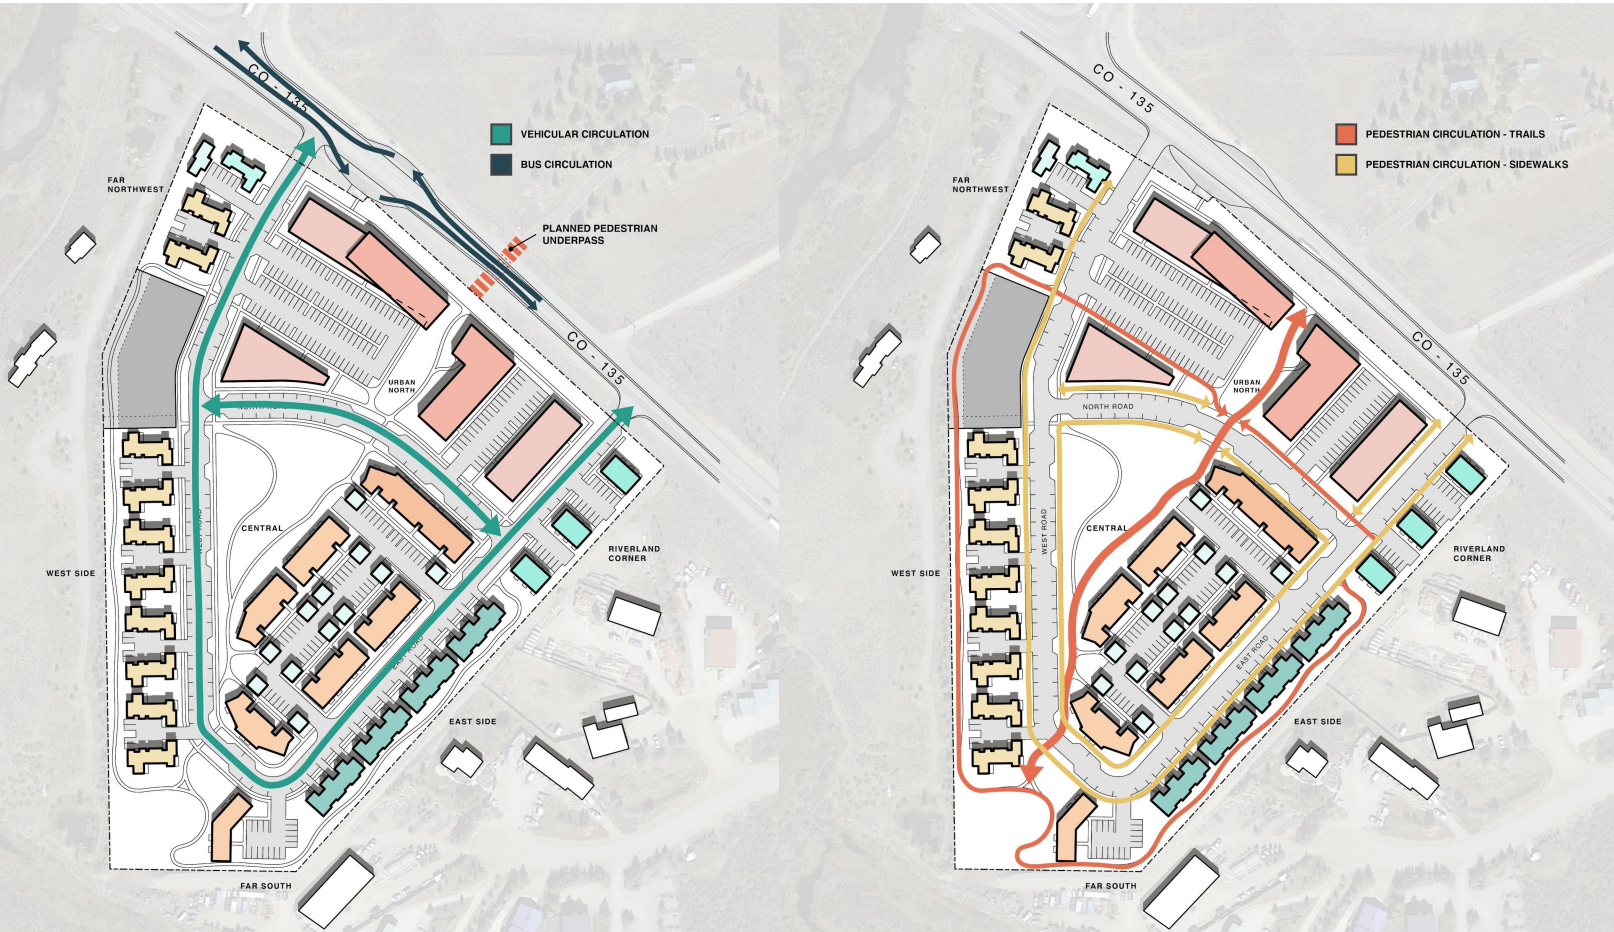 CO - 135
VEHICULAR CIRCULATION
BUS CIRCULATION
FAR
NORTHWEST
PLANNED PEDESTRIAN
UNDERPASS
CO - 135
URBAN
NORTH
NORTH ROAD
CENTRAL
WEST ROAD
WEST SIDE
RIVERLAND
CORNER
EAST ROAD
EAST SIDE
FAR SOUTH
CO - 135
PEDESTRIAN CIRCULATION - TRAILS
PEDESTRIAN CIRCULATION - SIDEWALKS
FAR
NORTHWEST
CO - 135
URBAN
NORTH
NORTH ROAD
CENTRAL
WEST ROAD
WEST SIDE
RIVERLAND
CORNER
EAST ROAD
EAST SIDE
FAR SOUTH